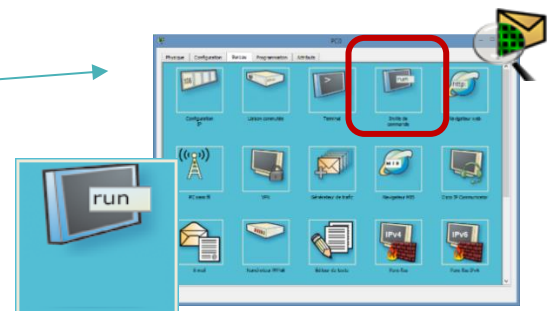 PC0
Physique Configuration Bureau Programmation Attributs
run
http:
Configuration
IP
Liaison commutée
Terminal
Invite de
commande
Navigateur web
PC sans fil
VPN
Générateur de trafic
Navigateur MIB
Cisco IP Communicator
E-mail
Éditeur de texte
IPv4
IPv6
Pare-feu
Pare-feu IPv6
run